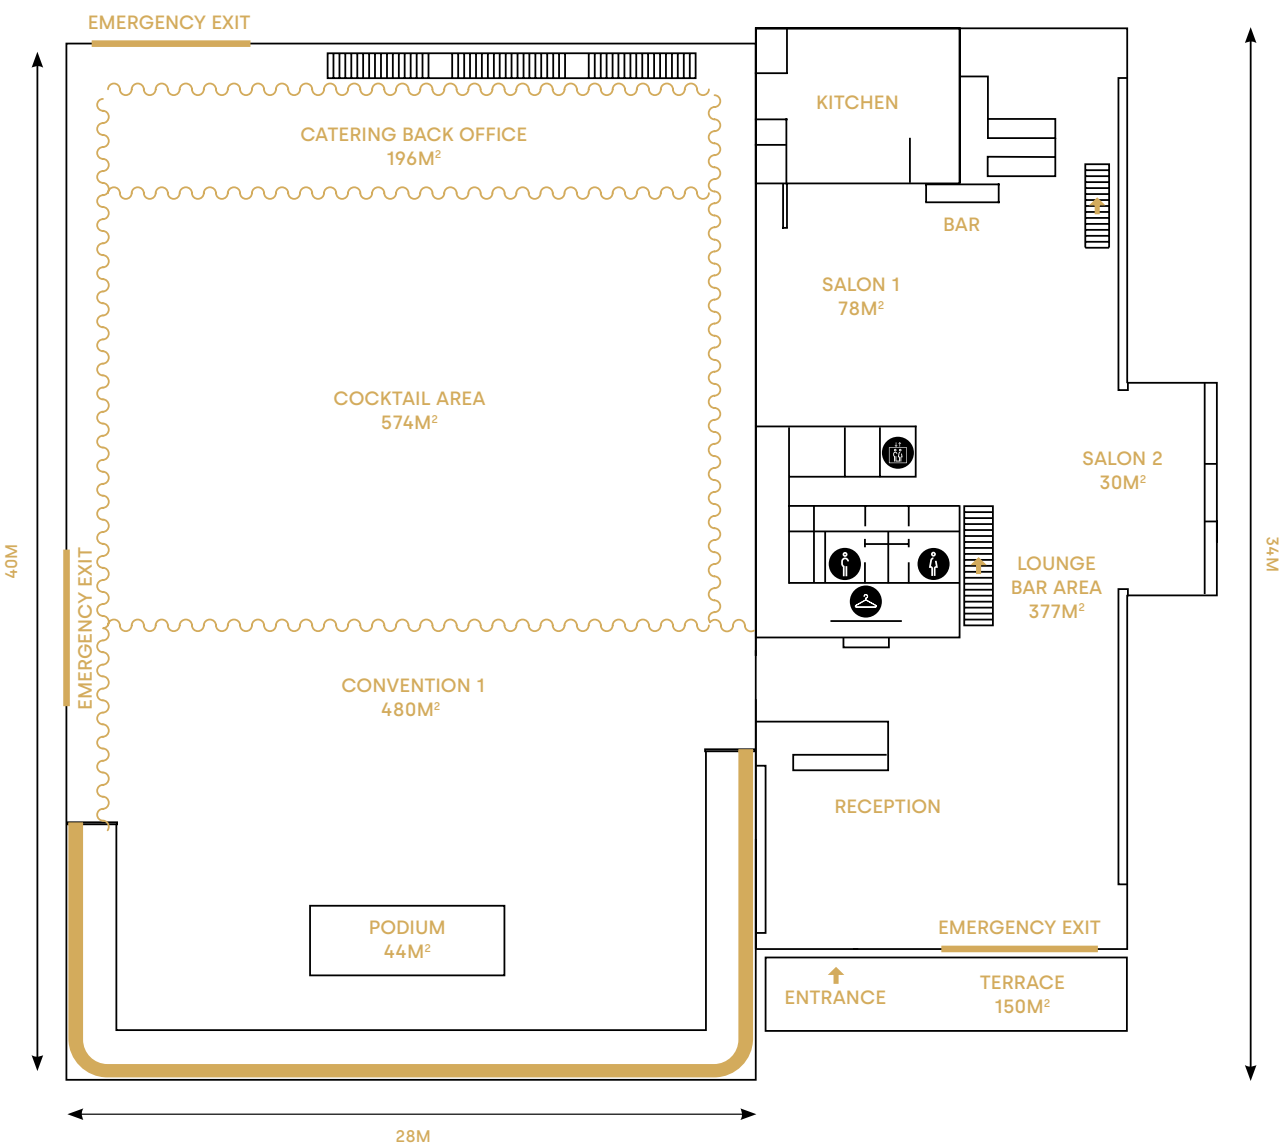 EMERGENCY EXIT
KITCHEN
CATERING BACK OFFICE
196M²
BAR
SALON 1
78M²
COCKTAIL AREA
574M²
SALON 2
30M²
40M
34M
EMERGENCY EXIT
LOUNGE
BAR AREA
377M²
CONVENTION 1
480M²
RECEPTION
PODIUM
44M²
EMERGENCY EXIT
ENTRANCE
TERRACE
150M²
28M